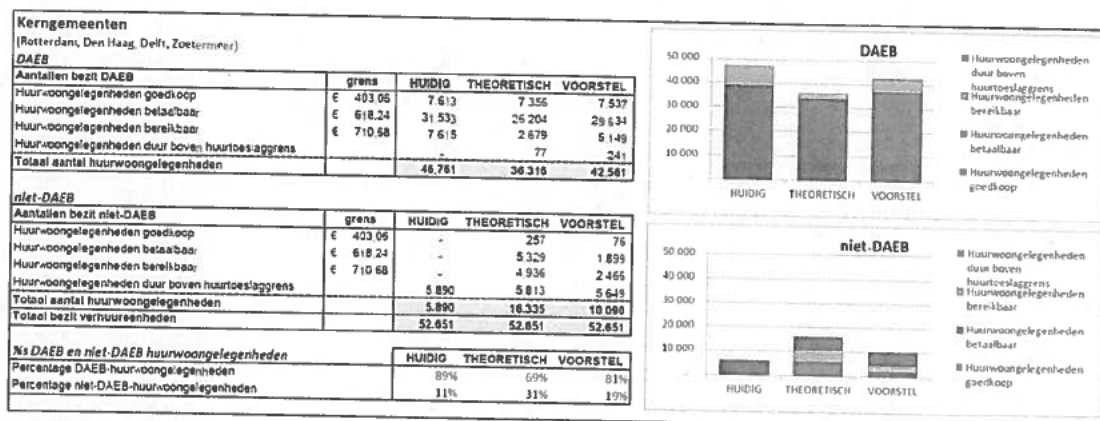 Kerngemeenten
(Rotterdam, Den Haag, Delft, Zoetermeer)
DAEB
Aantallen bezit DAEB grens HUIDIG THEORETISCH VOORSTEL
Huurwoongelegenheden goedkoop € 403,06 7.613 7.356 7.537
Huurwoongelegenheden betaalbaar € 618,24 31.533 26.204 29.634
Huurwoongelegenheden bereikbaar € 710,68 7.615 2.679 5.149
Huurwoongelegenheden duur boven huurtoeslaggrens - 77 241
Totaal aantal huurwoongelegenheden 46.761 36.316 42.561
niet-DAEB
Aantallen bezit niet-DAEB grens HUIDIG THEORETISCH VOORSTEL
Huurwoongelegenheden goedkoop € 403,06 - 257 76
Huurwoongelegenheden betaalbaar € 618,24 - 5.329 1.899
Huurwoongelegenheden bereikbaar € 710,68 - 4.936 2.466
Huurwoongelegenheden duur boven huurtoeslaggrens 5.890 5.813 5.649
Totaal aantal huurwoongelegenheden 5.890 16.335 10.090
Totaal bezit verhuureenheden 52.651 52.651 52.651
%s DAEB en niet-DAEB huurwoongelegenheden HUIDIG THEORETISCH VOORSTEL
Percentage DAEB-huurwoongelegenheden 89% 69% 81%
Percentage niet-DAEB-huurwoongelegenheden 11% 31% 19%
DAEB
50 000
40 000
30 000
20 000
10 000
-
HUIDIG THEORETISCH VOORSTEL
Huurwoongelegenheden
duur boven
huurtoeslaggrens
Huurwoongelegenheden
bereikbaar
Huurwoongelegenheden
betaalbaar
Huurwoongelegenheden
goedkoop
niet-DAEB
50 000
40 000
30 000
20 000
10 000
-
HUIDIG THEORETISCH VOORSTEL
Huurwoongelegenheden
duur boven
huurtoeslaggrens
Huurwoongelegenheden
bereikbaar
Huurwoongelegenheden
betaalbaar
Huurwoongelegenheden
goedkoop